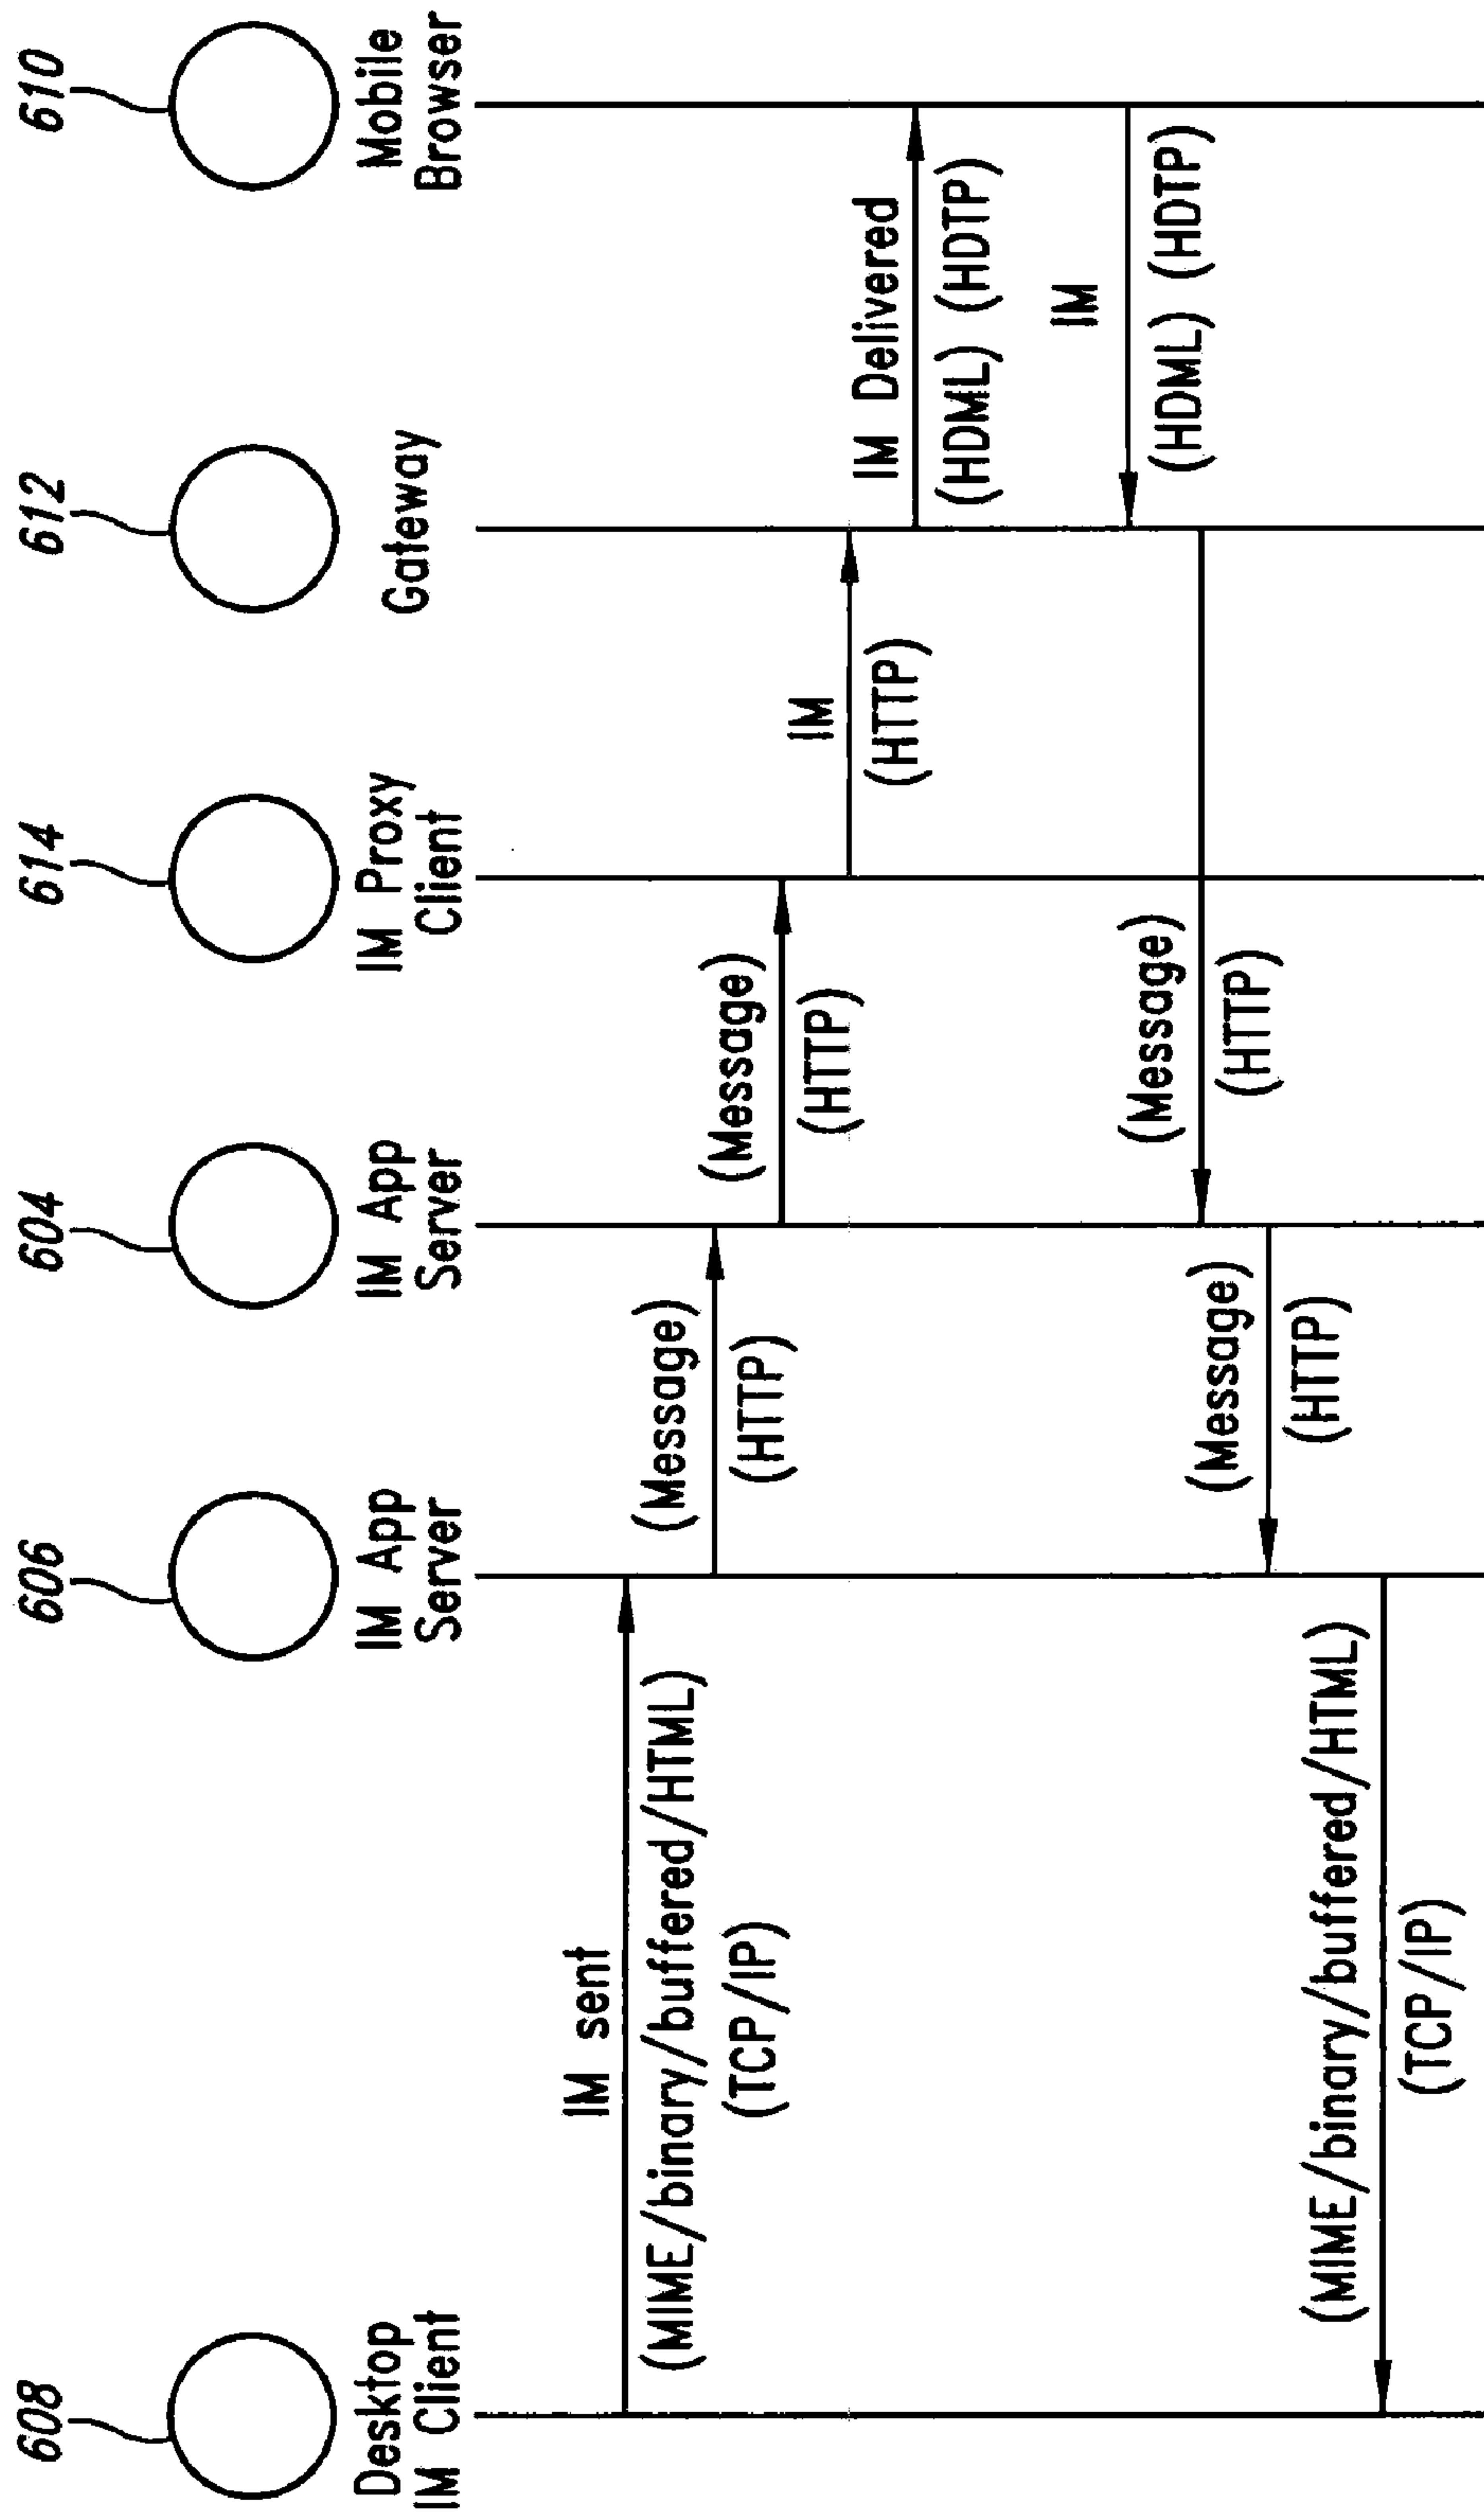 608
606
604
614
612
610
Desktop
IM Client
IM App
Server
IM App
Server
IM Proxy
Client
Gateway
Mobile
Browser
IM sent
(MIME/binary/buffered/HTML)
(TCP/IP)
(Message)
(HTTP)
(Message)
(HTTP)
IM
(HTTP)
IM Delivered
(HDML) (HDTP)
IM
(HDML) (HDTP)
(Message)
(HTTP)
(Message)
(HTTP)
(MIME/binary/buffered/HTML)
(TCP/IP)